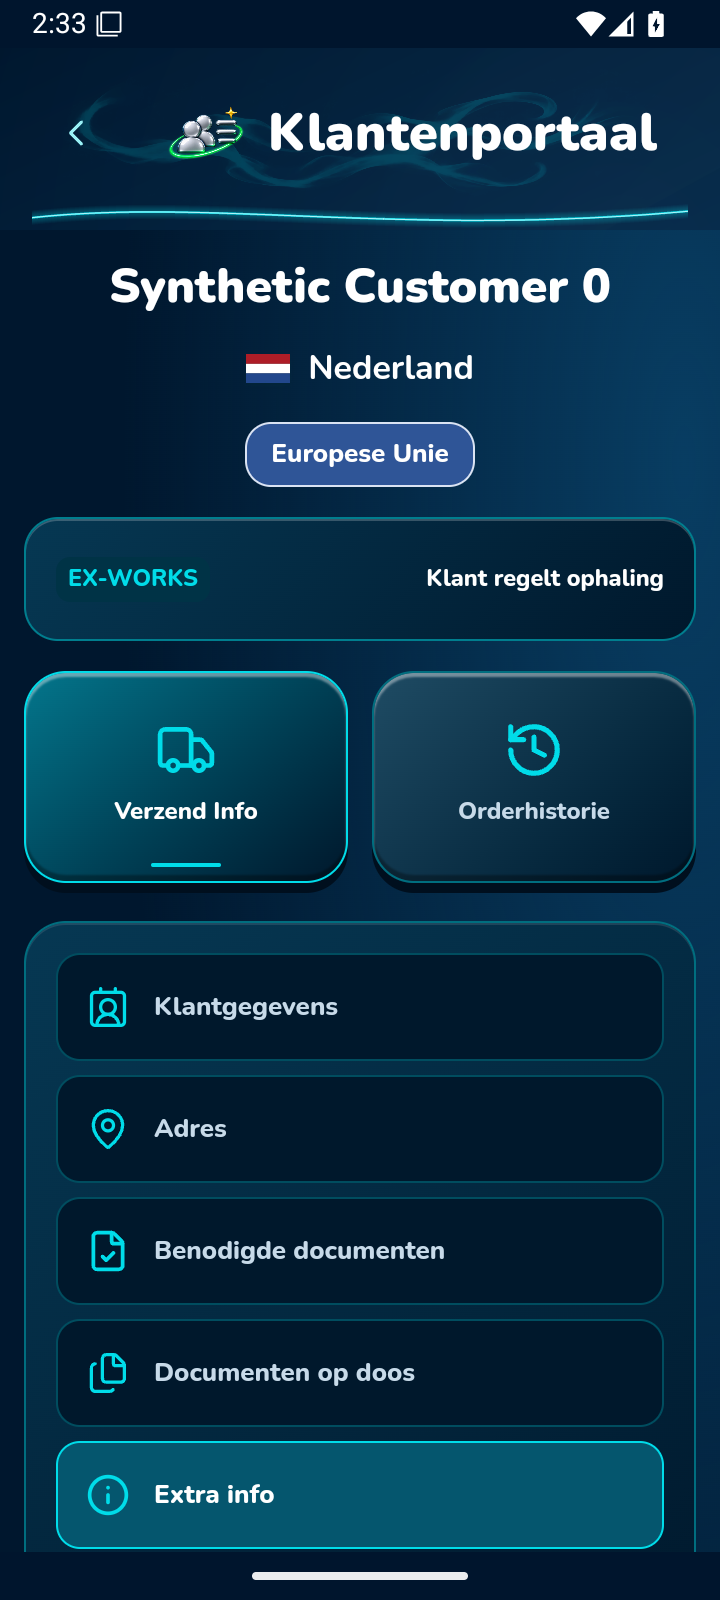 2:33
Klantenportaal
Synthetic Customer 0
Nederland
Europese Unie
EX-WORKS
Klant regelt ophaling
Verzend Info
Orderhistorie
Klantgegevens
Adres
Benodigde documenten
Documenten op doos
Extra info